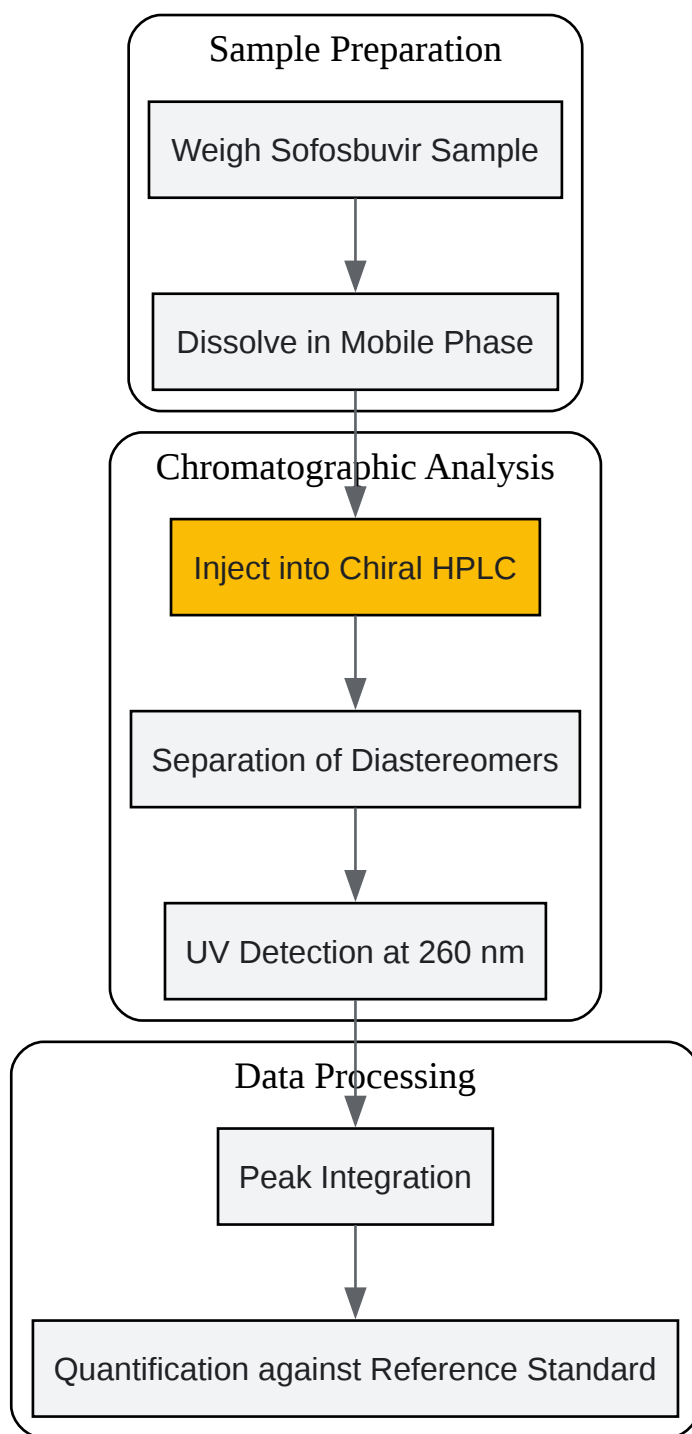 Sample Preparation
Weigh Sofosbuvir Sample
Dissolve in Mobile Phase
Chromatographic Analysis
Inject into Chiral HPLC
Separation of Diastereomers
UV Detection at 260 nm
Data Processing
Peak Integration
Quantification against Reference Standard